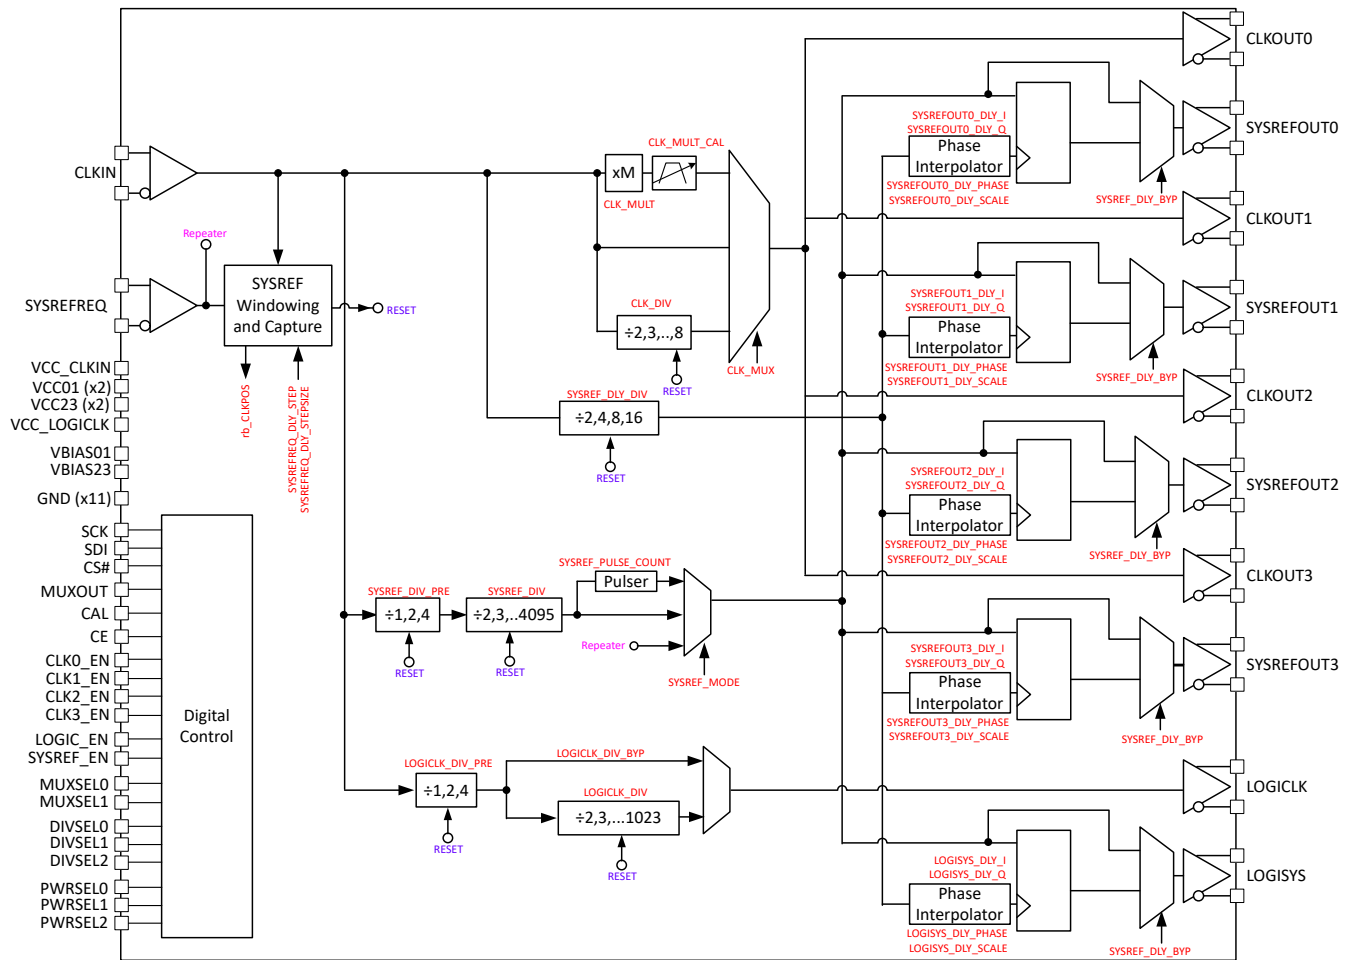 CLKIN
SYSREFREQ
VCC_CLKIN
VCC01 (x2)
VCC23 (x2)
VCC_LOGICLK
VBIAS01
VBIAS23
GND (x11)
SCK
SDI
CS#
MUXOUT
CAL
CE
CLK0_EN
CLK1_EN
CLK2_EN
CLK3_EN
LOGIC_EN
SYSREF_EN
MUXSEL0
MUXSEL1
DIVSEL0
DIVSEL1
DIVSEL2
PWRSEL0
PWRSEL1
PWRSEL2
Digital
Control
Repeater
SYSREF
Windowing
and Capture
RESET
rb_CLKPOS
SYSREFREQ_DLY_STEP
SYSREFREQ_DLY_STEPSIZE
CLK_MULT_CAL
xM
CLK_MULT
CLK_DIV
÷2,3,..,8
RESET
CLK_MUX
SYSREF_DLY_DIV
÷2,4,8,16
RESET
SYSREF_DIV_PRE
÷1,2,4
RESET
SYSREF_DIV
÷2,3,..4095
RESET
SYSREF_PULSE_COUNT
Pulser
Repeater
SYSREF_MODE
LOGICLK_DIV_PRE
÷1,2,4
RESET
LOGICLK_DIV_BYP
LOGICLK_DIV
÷2,3,...1023
RESET
SYSREFOUT0_DLY_I
SYSREFOUT0_DLY_Q
Phase
Interpolator
SYSREFOUT0_DLY_PHASE
SYSREFOUT0_DLY_SCALE
SYSREF_DLY_BYP
SYSREFOUT1_DLY_I
SYSREFOUT1_DLY_Q
Phase
Interpolator
SYSREFOUT1_DLY_PHASE
SYSREFOUT1_DLY_SCALE
SYSREF_DLY_BYP
SYSREFOUT2_DLY_I
SYSREFOUT2_DLY_Q
Phase
Interpolator
SYSREFOUT2_DLY_PHASE
SYSREFOUT2_DLY_SCALE
SYSREF_DLY_BYP
SYSREFOUT3_DLY_I
SYSREFOUT3_DLY_Q
Phase
Interpolator
SYSREFOUT3_DLY_PHASE
SYSREFOUT3_DLY_SCALE
SYSREF_DLY_BYP
LOGISYS_DLY_I
LOGISYS_DLY_Q
Phase
Interpolator
LOGISYS_DLY_PHASE
LOGISYS_DLY_SCALE
SYSREF_DLY_BYP
CLKOUT0
SYSREFOUT0
CLKOUT1
SYSREFOUT1
CLKOUT2
SYSREFOUT2
CLKOUT3
SYSREFOUT3
LOGICLK
LOGISYS